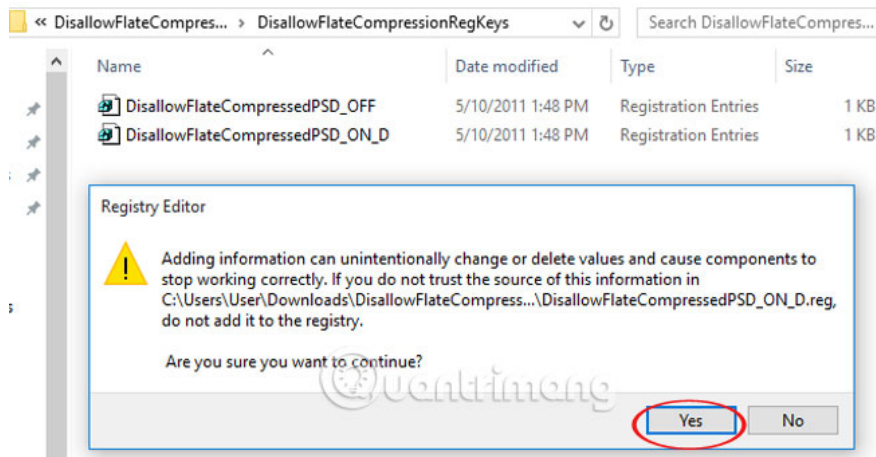 « DisallowFlateCompres... › DisallowFlateCompressionRegKeys Search DisallowFlateCompres...
Name Date modified Type Size
DisallowFlateCompressedPSD_OFF 5/10/2011 1:48 PM Registration Entries 1 KB
DisallowFlateCompressedPSD_ON_D 5/10/2011 1:48 PM Registration Entries 1 KB
s
Registry Editor
Adding information can unintentionally change or delete values and cause components to
stop working correctly. If you do not trust the source of this information in
C:\Users\User\Downloads\DisallowFlateCompress...\DisallowFlateCompressedPSD_ON_D.reg,
do not add it to the registry.
Are you sure you want to continue?
Quantrimang
Yes No